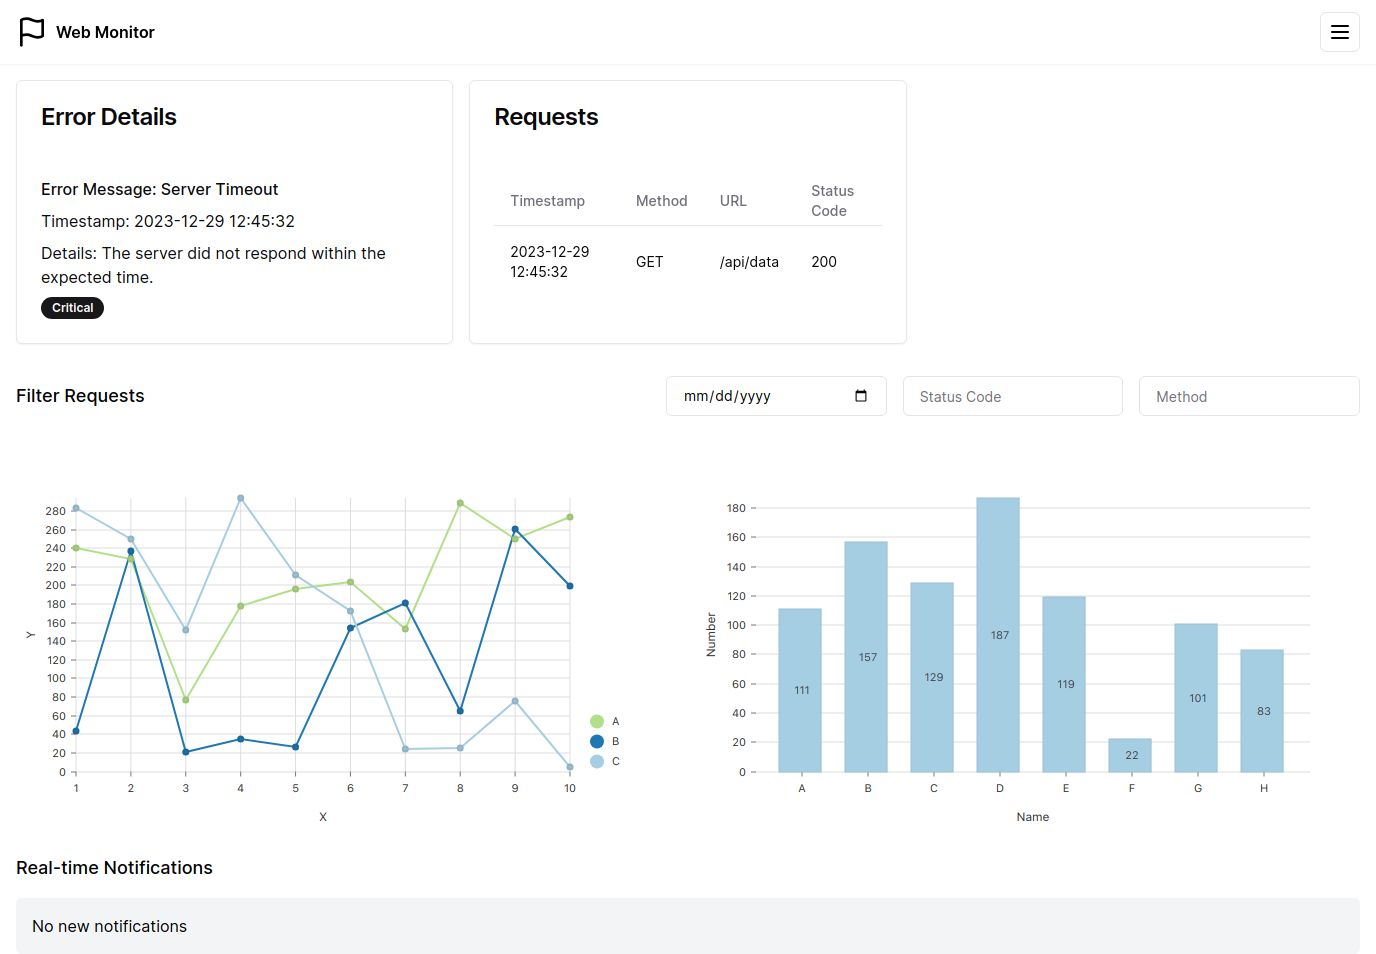 Web Monitor
Error Details
Error Message: Server Timeout
Timestamp: 2023-12-29 12:45:32
Details: The server did not respond within the
expected time.
Critical
Requests
Timestamp Method URL Status Code
2023-12-29 12:45:32 GET /api/data 200
Filter Requests
mm/dd/yyyy
Status Code
Method
280
260
240
220
200
180
160
140
120
100
80
60
40
20
0
Y
1 2 3 4 5 6 7 8 9 10
X
A
B
C
180
160
140
120
100
80
60
40
20
0
Number
111 157 129 187 119 22 101 83
A B C D E F G H
Name
Real-time Notifications
No new notifications